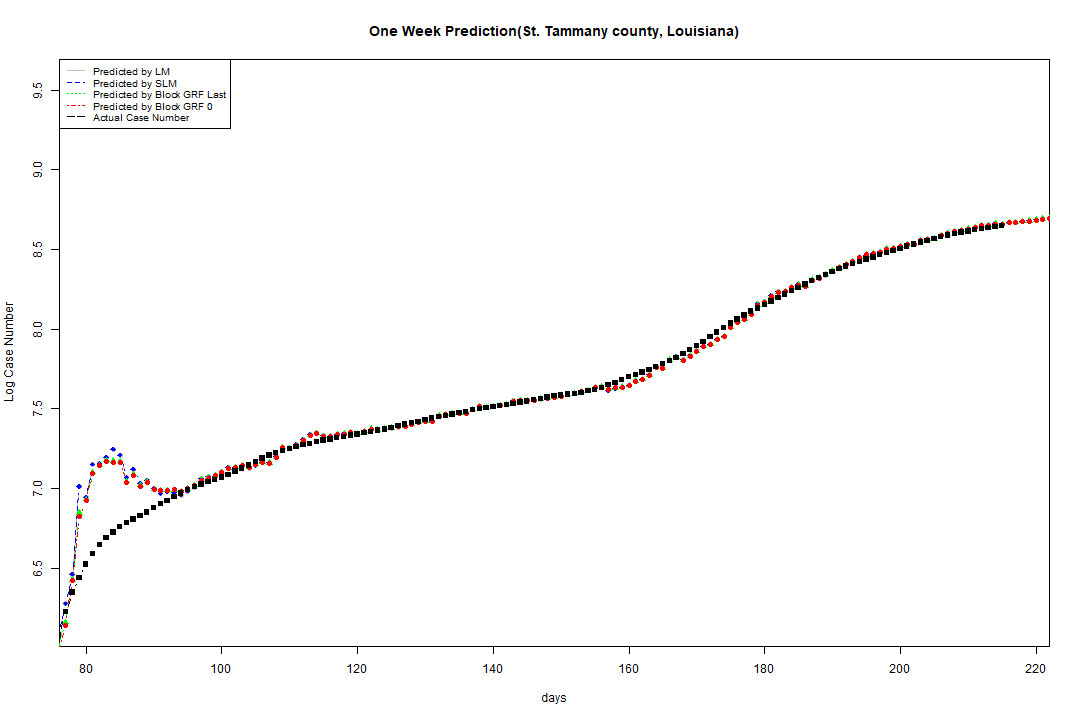 One Week Prediction(St. Tammany county, Louisiana)
Predicted by LM
Predicted by SLM
Predicted by Block GRF Last
Predicted by Block GRF 0
Actual Case Number
Log Case Number
9.5
9.0
8.5
8.0
7.5
7.0
6.5
80 100 120 140 160 180 200 220
days